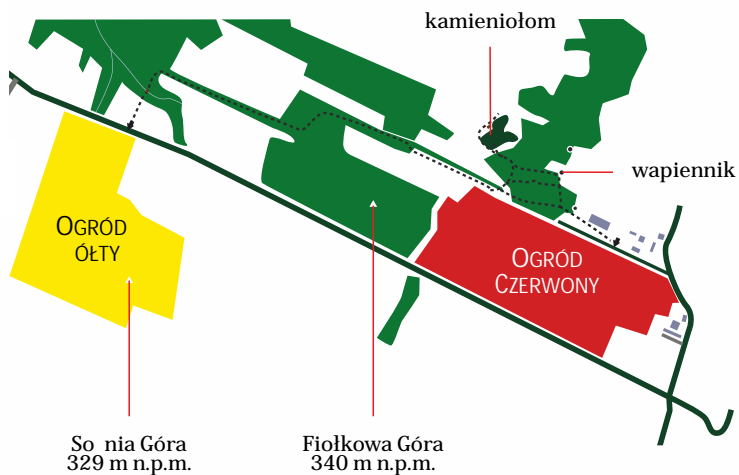 kamieniołom
wapiennik
OGRÓD
ÓŁTY
OGRÓD
CZERWONY
So nia Góra
329 m n.p.m.
Fiołkowa Góra
340 m n.p.m.